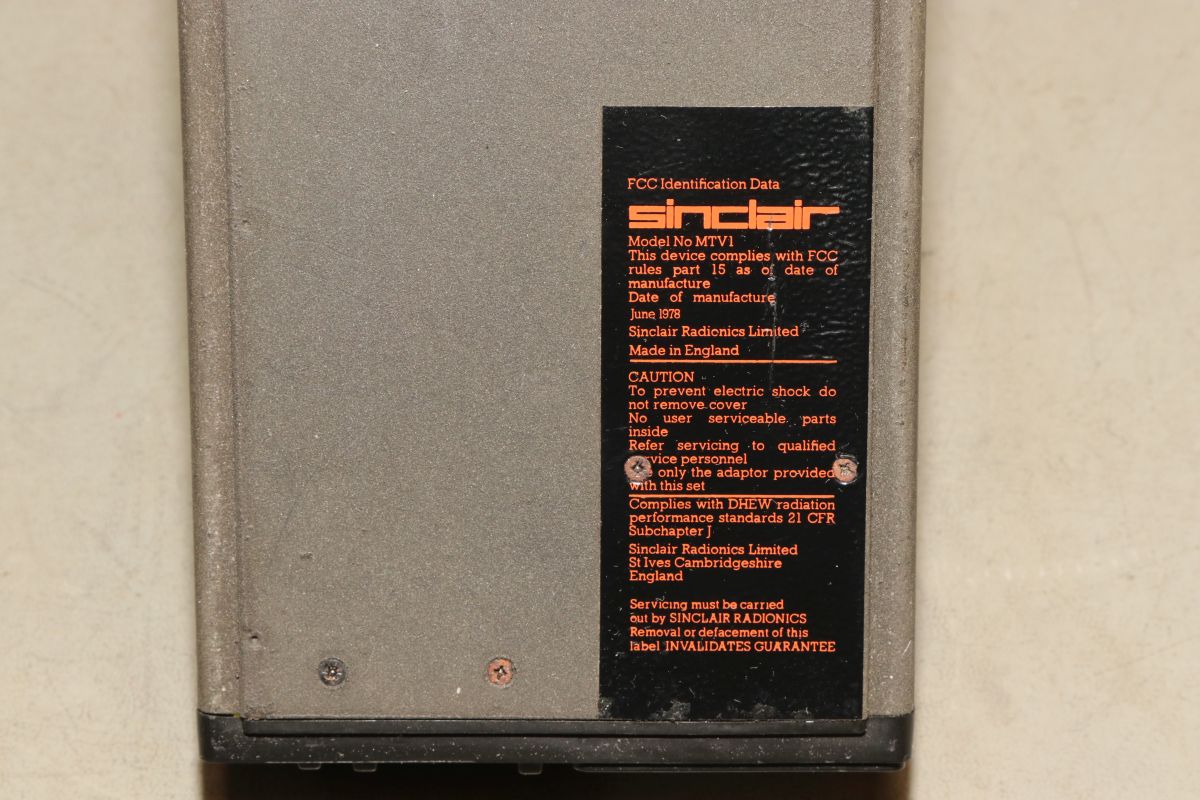 FCC Identification Data
sinclair
Model No MTV1
This device complies with FCC
rules part 15 as of date of
manufacture
Date of manufacture
June 1978
Sinclair Radionics Limited
Made in England
CAUTION
To prevent electric shock do
not remove cover
No user serviceable parts
inside
Refer servicing to qualified
service personnel
only the adaptor provided
with this set
Complies with DHEW radiation
performance standards 21 CFR
Subchapter J
Sinclair Radionics Limited
St Ives Cambridgeshire
England
Servicing must be carried
out by SINCLAIR RADIONICS
Removal or defacement of this
label INVALIDATES GUARANTEE